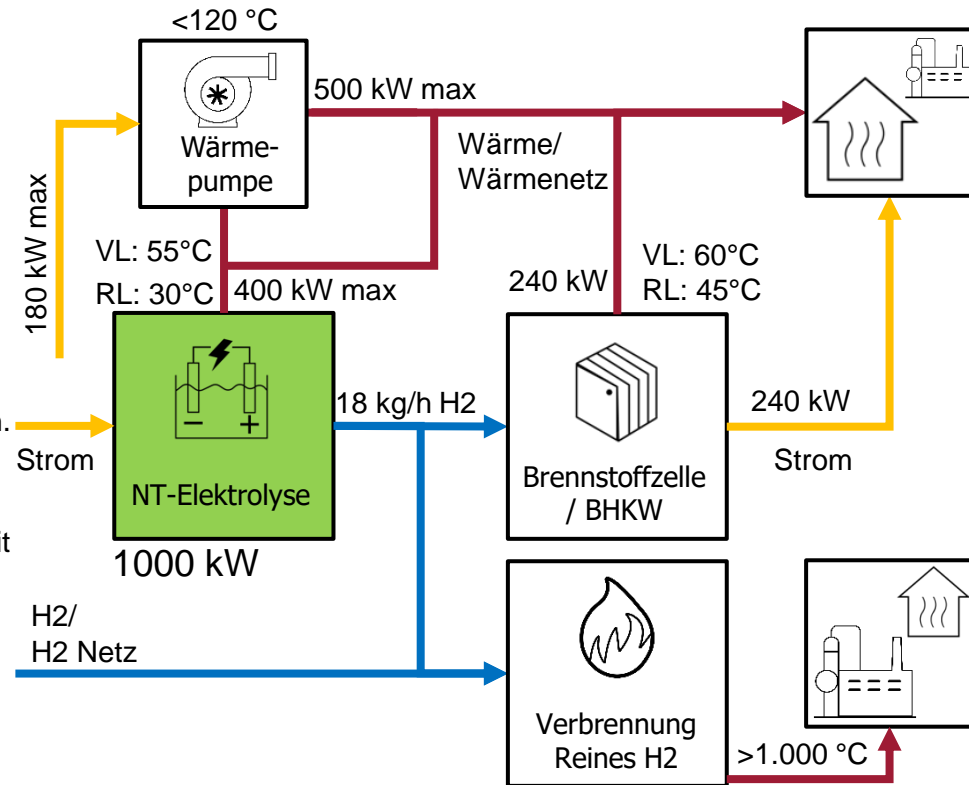 <120 °C
500 kW max
Wärme-
pumpe
Wärme/
Wärmenetz
180 kW max
VL: 55°C
RL: 30°C
400 kW max
240 kW
VL: 60°C
RL: 45°C
18 kg/h H2
240 kW
Strom
Strom
NT-Elektrolyse
Brennstoffzelle
/ BHKW
1000 kW
H2/
H2 Netz
Verbrennung
Reines H2
>1.000 °C